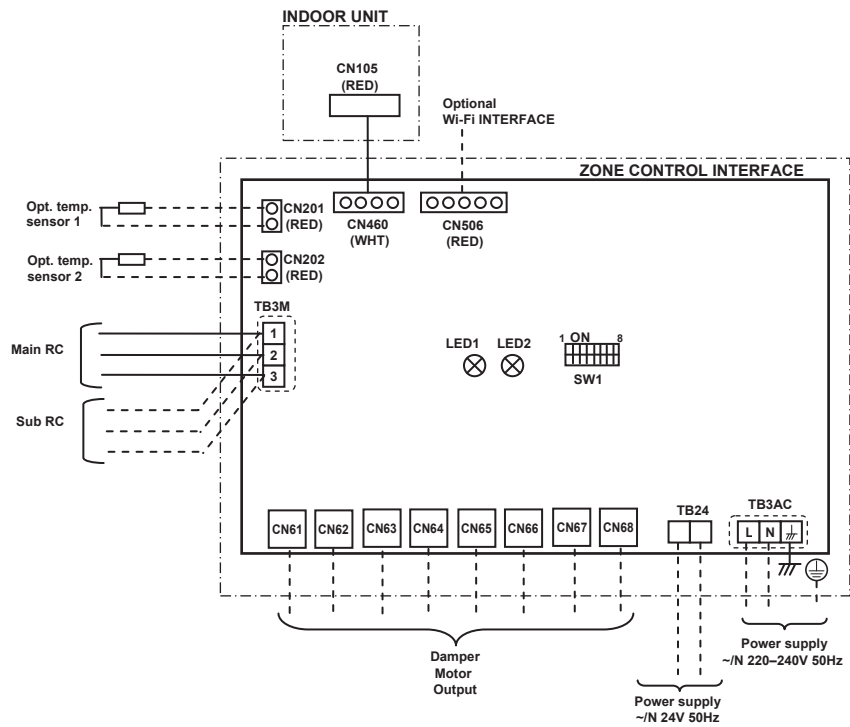 INDOOR UNIT
CN105
(RED)
Optional
Wi-Fi INTERFACE
ZONE CONTROL INTERFACE
Opt. temp.
sensor 1
CN201
(RED)
CN460
(WHT)
CN506
(RED)
Opt. temp.
sensor 2
CN202
(RED)
TB3M
1
2
3
Main RC
Sub RC
LED1
LED2
1 ON 8
SW1
CN61
CN62
CN63
CN64
CN65
CN66
CN67
CN68
TB24
TB3AC
L
N
Damper
Motor
Output
Power supply
~/N 24V 50Hz
Power supply
~/N 220–240V 50Hz